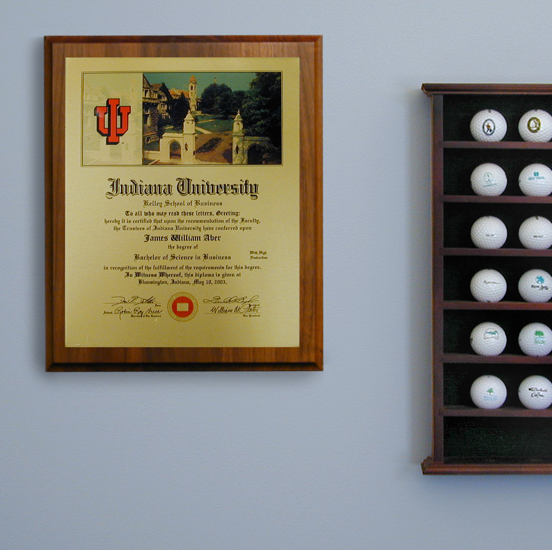 Indiana University
Kelley School of Business
To all who may read these letters, Greeting:
hereby it is certified that upon the recommendation of the Faculty,
the Trustees of Indiana University have conferred upon
James William Aber
the degree of
Bachelor of Science in Business
With High
Distinction
in recognition of the fulfillment of the requirements for this degree.
In Witness Whereof, this diploma is given at
Bloomington, Indiana, May 10, 2003.